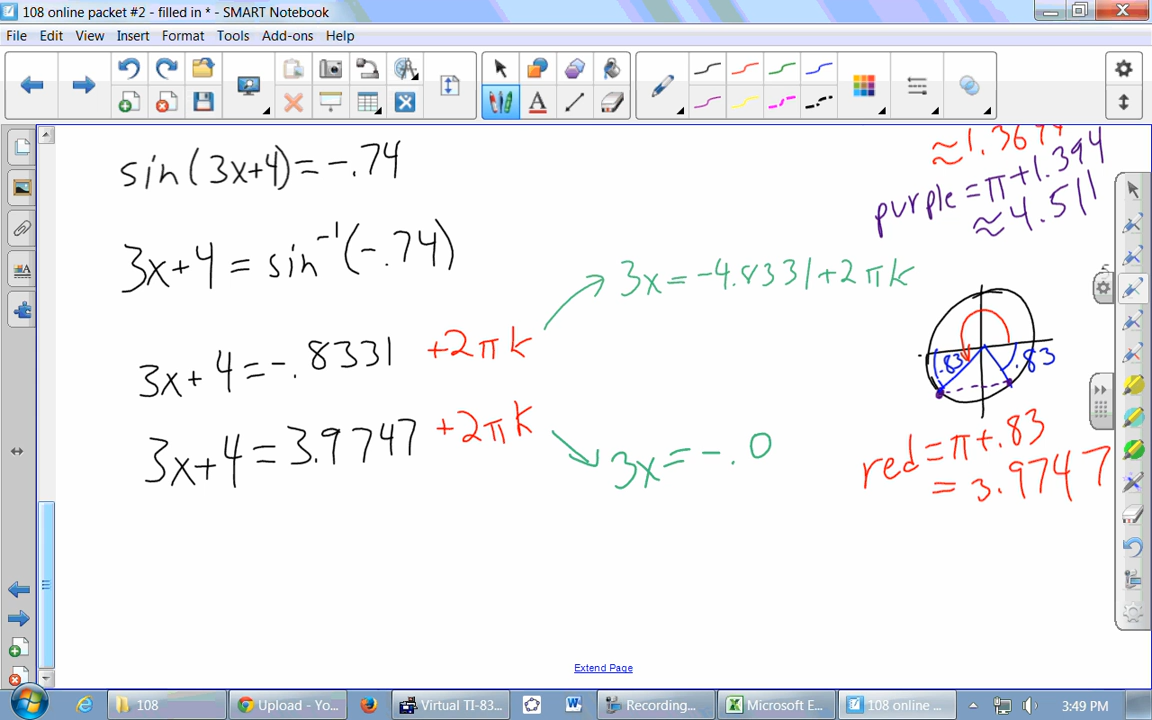 108 online packet #2 - filled in * - SMART Notebook
File Edit View Insert Format Tools Add-ons Help
sin(3x+4)=-.74
3x+4=sin⁻¹(-.74)
3x+4=-.8331 +2πk
3x+4=3.9747 +2πk
3x=-4.8331+2πk
3x=-.0
≈1.3694
purple=π+1.394
≈4.511
.83 .83
red=π+.83
=3.9747
Extend Page
108
Upload - Yo...
Virtual TI-83...
Recording...
Microsoft E...
108 online ...
3:49 PM